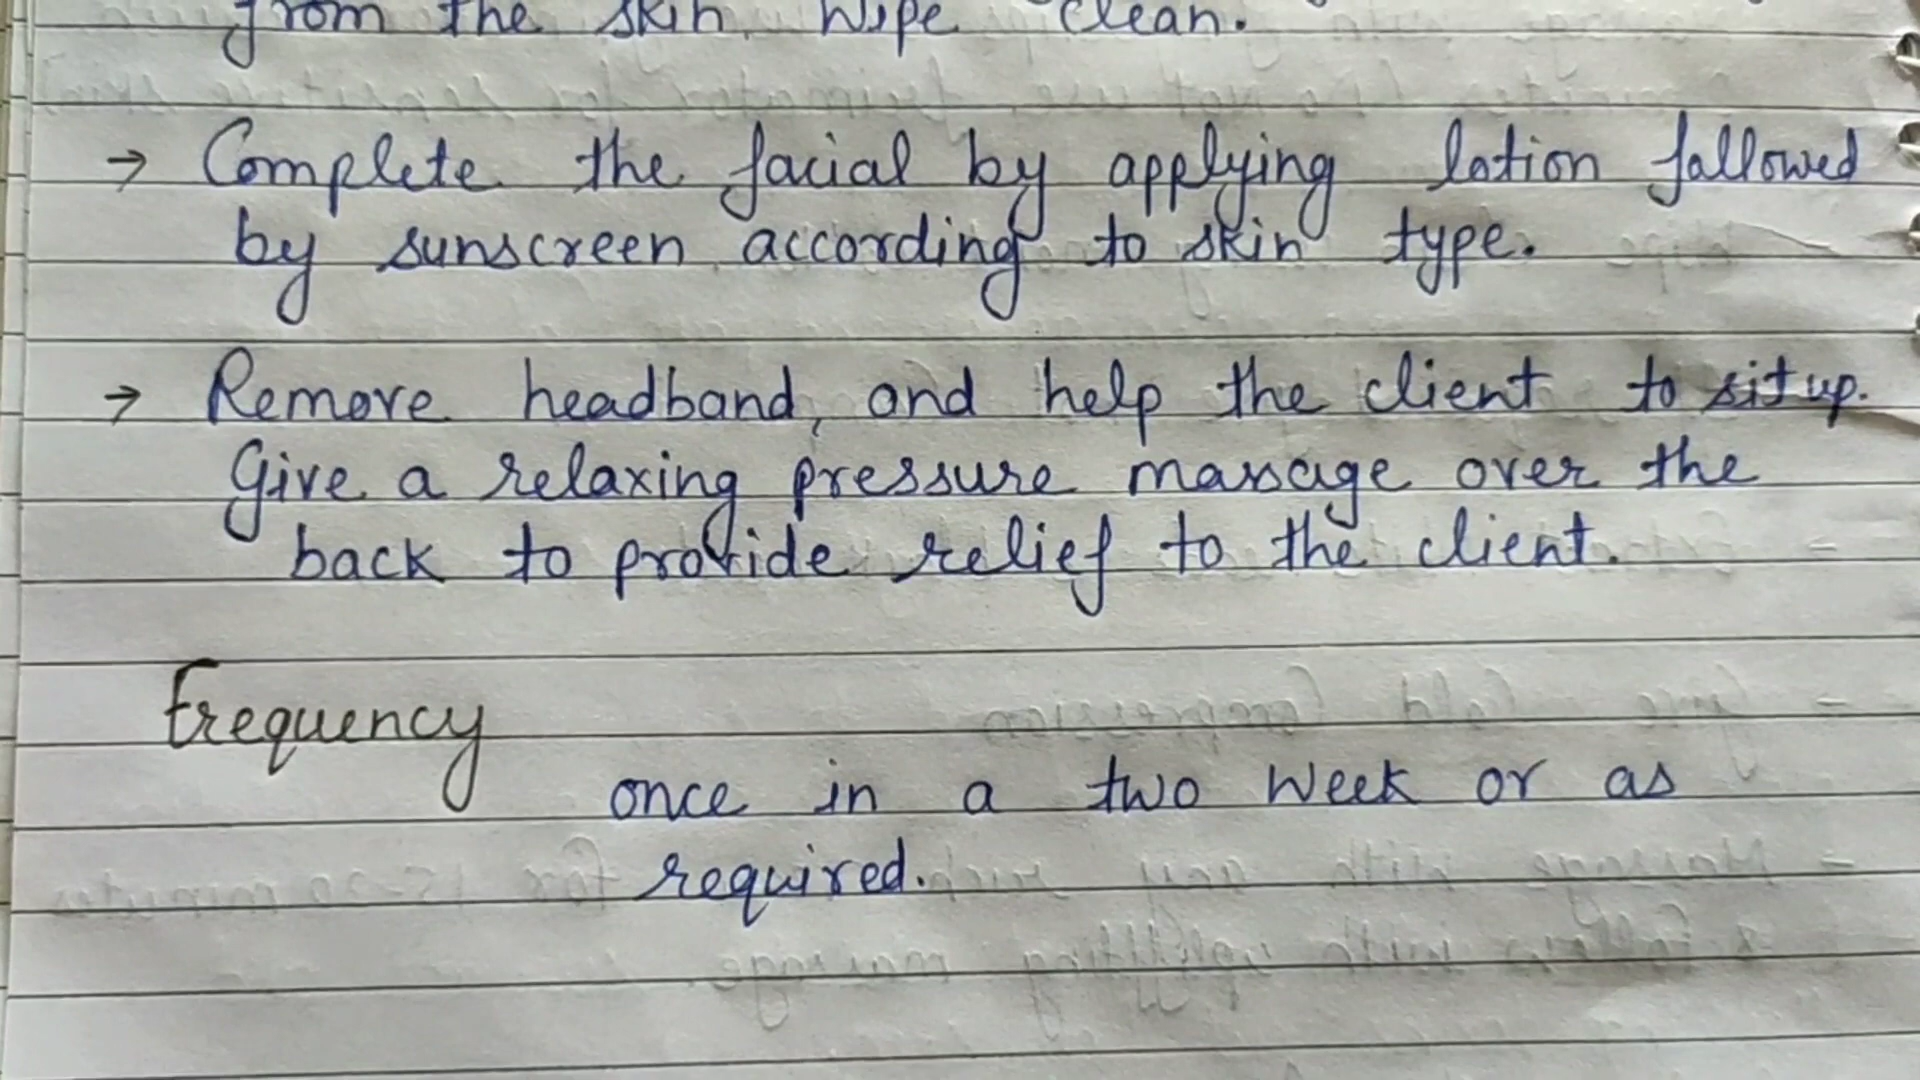 from the skin. Wipe clean.
→ Complete the facial by applying lotion fallowed
by sunscreen according to skin type.
→ Remove headband, and help the client to sit up.
Give a relaxing pressure massage over the
back to provide relief to the client.
Frequency
once in a two week or as
required.